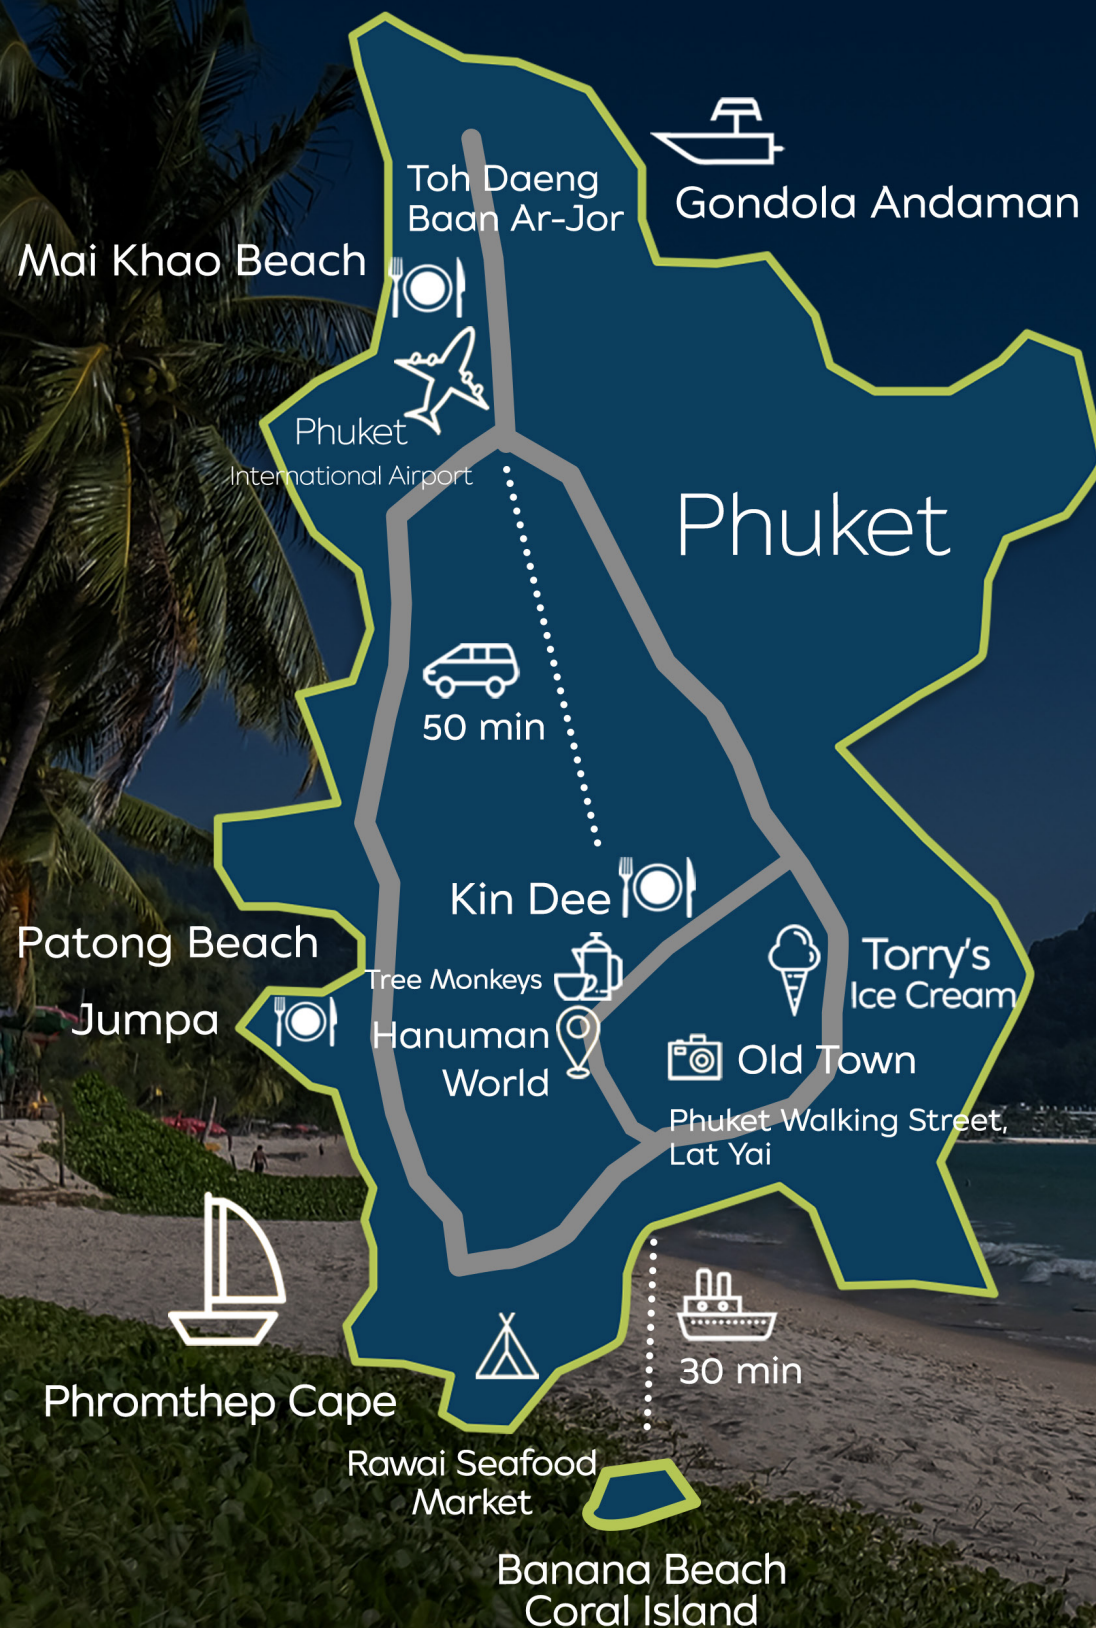 Toh Daeng
Baan Ar-Jor
Gondola Andaman
Mai Khao Beach
Phuket
International Airport
Phuket
50 min
Kin Dee
Patong Beach
Tree Monkeys
Torry's
Ice Cream
Jumpa
Hanuman
World
Old Town
Phuket Walking Street,
Lat Yai
30 min
Phromthep Cape
Rawai Seafood
Market
Banana Beach
Coral Island